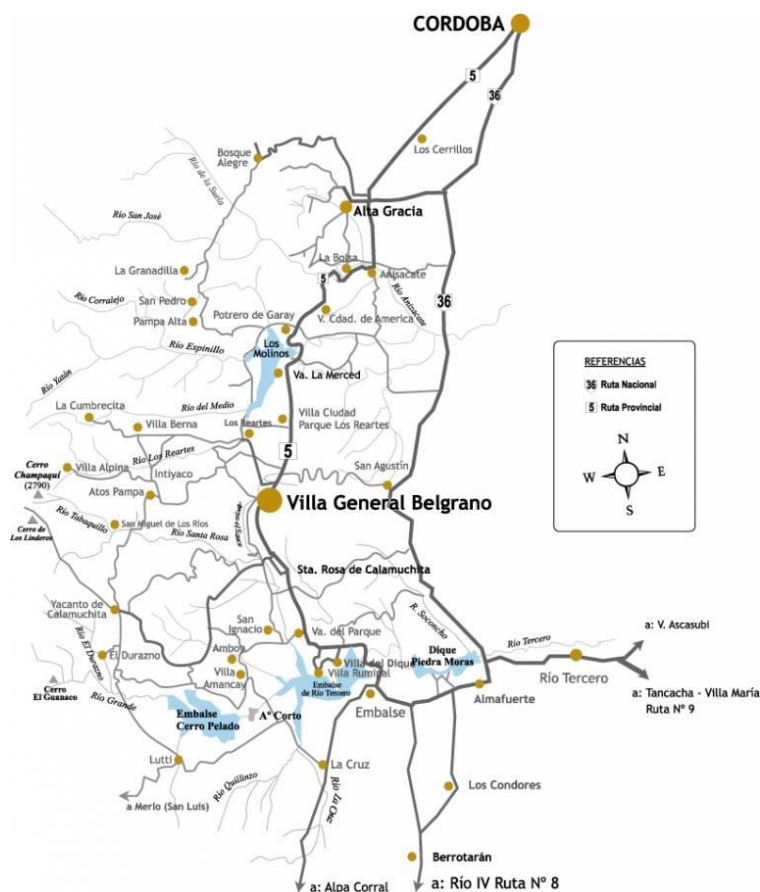 CORDOBA
5
36
Los Cerrillos
Bosque
Alegre
Río de la Suela
Alta Gracia
Río San José
La Bolsa
La Granadilla
5
Anisacate
Río Anisacate
San Pedro
Río Corralejo
36
Potrero de Garay
V. Cdad. de America
Pampa Alta
Los
Molinos
Río Espinillo
REFERENCIAS
36 Ruta Nacional
5 Ruta Provincial
Va. La Merced
Río Yatán
Río del Medio
La Cumbrecita
Villa Ciudad
Parque Los Reartes
Los Reartes
Villa Berna
N
W
E
S
5
Río Los Reartes
Cerro
Champaquí
(2790)
Villa Alpina
Intiyaco
San Agustín
Atos Pampa
Villa General Belgrano
Río Tabaquillo
San Miguel de Los Ríos
Cerro de
Los Linderos
Río Santa Rosa
Sta. Rosa de Calamuchita
Yacanto de
Calamuchita
R. Soconcho
San
Ignacio
Va. del Parque
a: V. Ascasubi
Río Tercero
Río El Durazno
El Durazno
Villa del Dique
Dique
Piedra Moras
Villa Rumipal
Villa
Amancay
Río Tercero
Cerro
El Guanaco
Embalse
de Río Tercero
a: Tancacha - Villa María
Ruta Nº 9
Río Grande
Embalse
Almafuerte
Embalse
Cerro Pelado
Aº Corto
Lutti
La Cruz
Río Quillinzo
Río La Cruz
Los Condores
a Merlo (San Luis)
Berrotarán
a: Alpa Corral
a: Río IV Ruta Nº 8